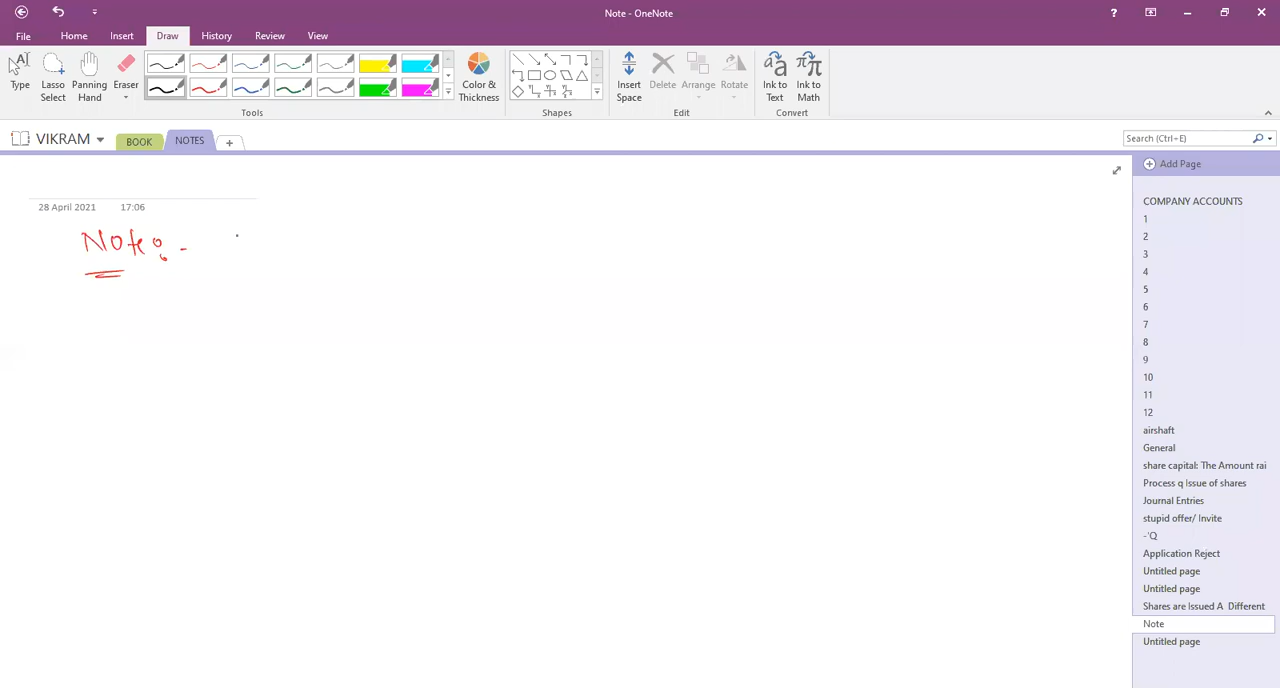 Note - OneNote
?
File
Home
Insert
Draw
History
Review
View
Type
Lasso Select
Panning Hand
Eraser
Color & Thickness
Insert Space
Delete
Arrange
Rotate
Ink to Text
Ink to Math
Tools
Shapes
Edit
Convert
VIKRAM
BOOK
NOTES
+
Search (Ctrl+E)
28 April 2021 17:06
Note :-
Add Page
COMPANY ACCOUNTS
1
2
3
4
5
6
7
8
9
10
11
12
airshaft
General
share capital: The Amount rai
Process q Issue of shares
Journal Entries
stupid offer/ Invite
-'Q
Application Reject
Untitled page
Untitled page
Shares are Issued A Different
Note
Untitled page